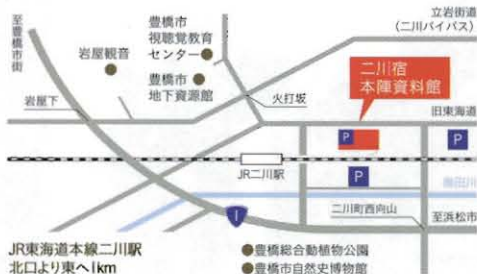 至豊橋市街
岩屋観音
豊橋市
視聴覚教育
センター
豊橋市
地下資源館
立岩街道
(二川バイパス)
二川宿
本陣資料館
岩屋下
火打坂
旧東海道
P
P
JR二川駅
P
1
二川町西向山
至浜松市
JR東海道本線二川駅
北口より東へ1km
豊橋総合動植物公園
豊橋市自然史博物館